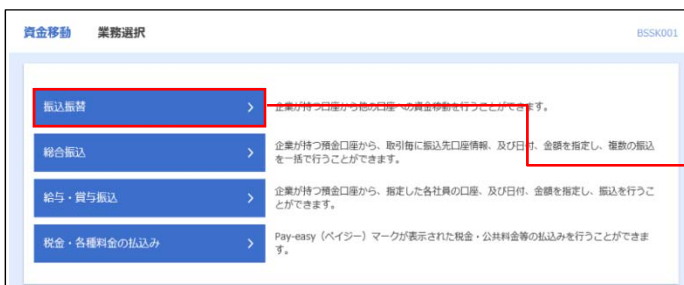 資金移動 業務選択 BSSK001
振込振替
企業が持つ口座から他の口座への資金移動を行うことができます。
総合振込
企業が持つ預金口座から、取引毎に振込先口座情報、及び日付、金額を指定し、複数の振込
を一括で行うことができます。
給与・賞与振込
企業が持つ預金口座から、指定した各社員の口座、及び日付、金額を指定し、振込を行うこ
とができます。
税金・各種料金の払込み
Pay-easy（ペイジー）マークが表示された税金・公共料金等の払込みを行うことができま
す。